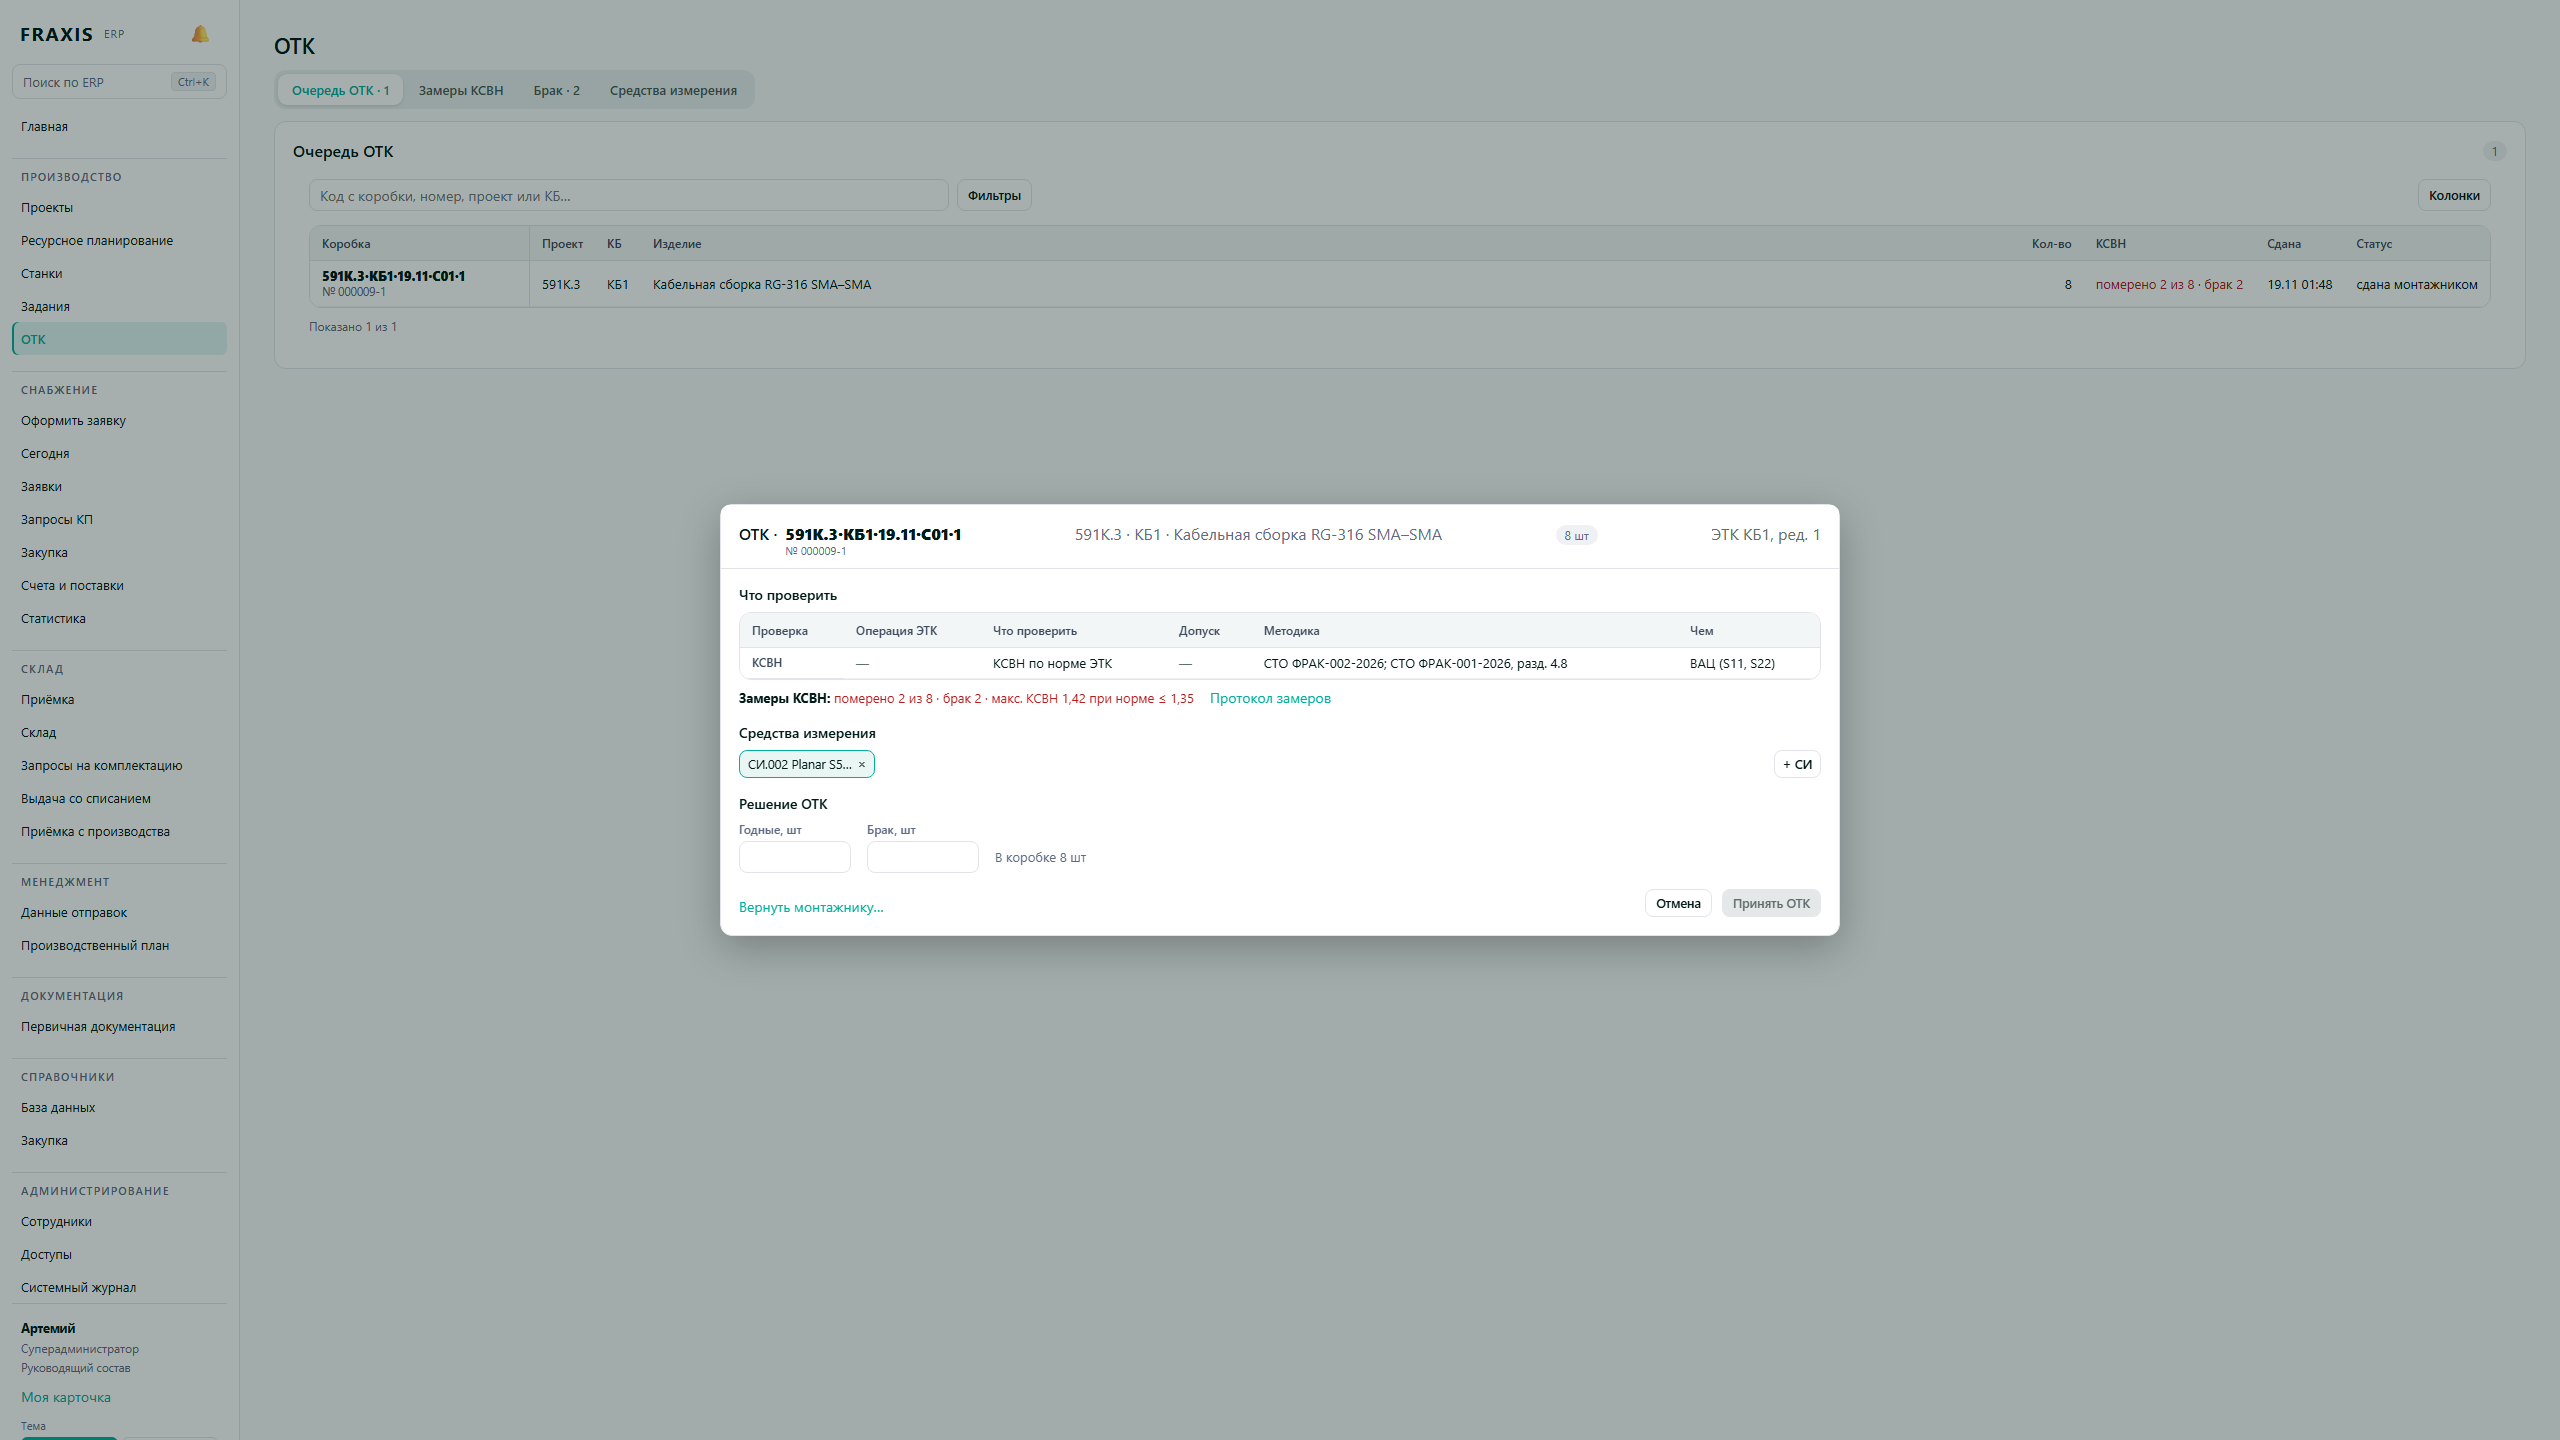 FRAXIS ERP
Поиск по ERP Ctrl+K
Главная
ПРОИЗВОДСТВО
Проекты
Ресурсное планирование
Станки
Задания
ОТК
СНАБЖЕНИЕ
Оформить заявку
Сегодня
Заявки
Запросы КП
Закупка
Счета и поставки
Статистика
СКЛАД
Приёмка
Склад
Запросы на комплектацию
Выдача со списанием
Приёмка с производства
МЕНЕДЖМЕНТ
Данные отправок
Производственный план
ДОКУМЕНТАЦИЯ
Первичная документация
СПРАВОЧНИКИ
База данных
Закупка
АДМИНИСТРИРОВАНИЕ
Сотрудники
Доступы
Системный журнал
Артемий
Суперадминистратор
Руководящий состав
Моя карточка
Тема
ОТК
Очередь ОТК · 1 Замеры КСВН Брак · 2 Средства измерения
Очередь ОТК 1
Код с коробки, номер, проект или КБ... Фильтры Колонки
Коробка Проект КБ Изделие Кол-во КСВН Сдана Статус
591К.3·КБ1·19.11·С01·1
№ 000009-1
591К.3 КБ1 Кабельная сборка RG-316 SMA–SMA 8 померено 2 из 8 · брак 2 19.11 01:48 сдана монтажником
Показано 1 из 1
ОТК · 591К.3·КБ1·19.11·С01·1 591К.3 · КБ1 · Кабельная сборка RG-316 SMA–SMA 8 шт ЭТК КБ1, ред. 1
№ 000009-1
Что проверить
Проверка Операция ЭТК Что проверить Допуск Методика Чем
КСВН — КСВН по норме ЭТК — СТО ФРАК-002-2026; СТО ФРАК-001-2026, разд. 4.8 ВАЦ (S11, S22)
Замеры КСВН: померено 2 из 8 · брак 2 · макс. КСВН 1,42 при норме ≤ 1,35 Протокол замеров
Средства измерения
СИ.002 Planar S5... × + СИ
Решение ОТК
Годные, шт Брак, шт
В коробке 8 шт
Вернуть монтажнику... Отмена Принять ОТК